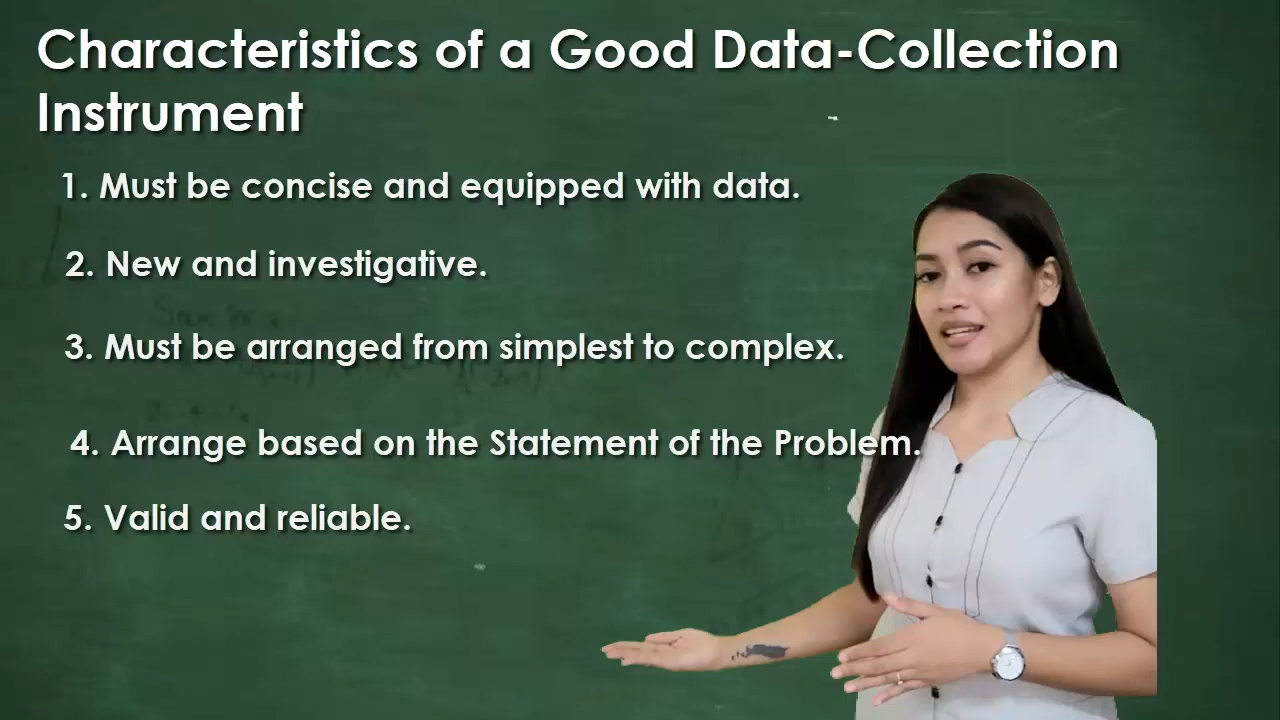 Characteristics of a Good Data-Collection
Instrument
1. Must be concise and equipped with data.
2. New and investigative.
3. Must be arranged from simplest to complex.
4. Arrange based on the Statement of the Problem.
5. Valid and reliable.